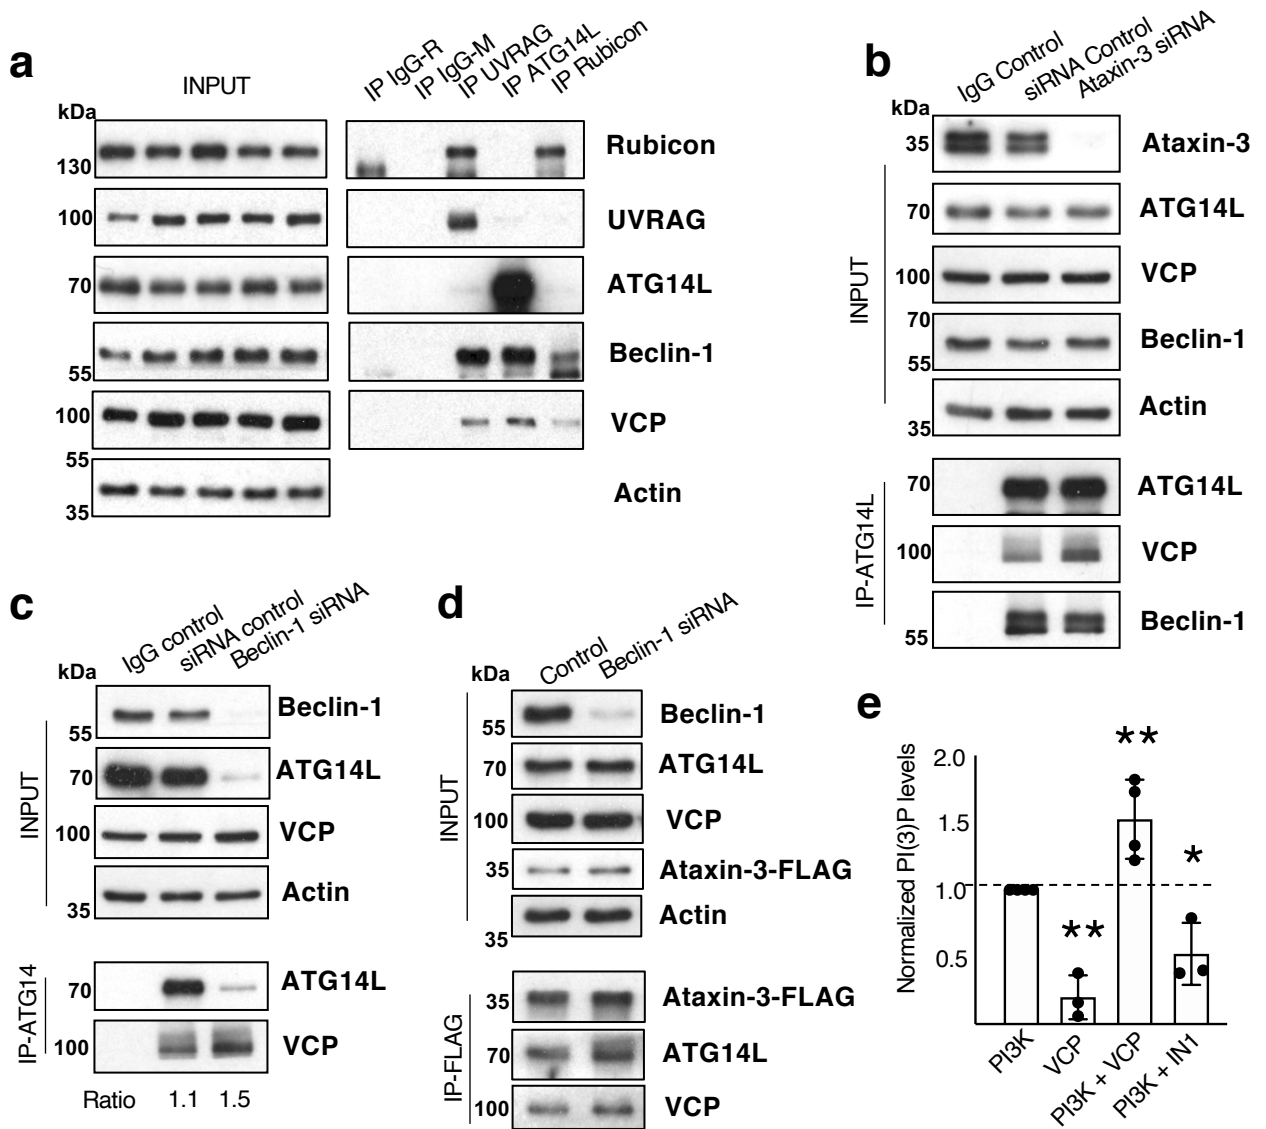 a
INPUT
IP IgG-R
IP IgG-M
IP UVRAG
IP ATG14L
IP Rubicon
kDa
130
Rubicon
100
UVRAG
70
ATG14L
55
Beclin-1
100
VCP
55
35
Actin
b
IgG Control
siRNA Control
Ataxin-3 siRNA
kDa
INPUT
35
Ataxin-3
70
ATG14L
100
VCP
70
55
Beclin-1
35
Actin
IP-ATG14L
70
ATG14L
100
VCP
55
Beclin-1
c
IgG control
siRNA control
Beclin-1 siRNA
kDa
INPUT
55
Beclin-1
70
ATG14L
100
VCP
35
Actin
IP-ATG14
70
ATG14L
100
VCP
Ratio 1.1 1.5
d
Control
Beclin-1 siRNA
kDa
INPUT
55
Beclin-1
70
ATG14L
100
VCP
35
Ataxin-3-FLAG
35
Actin
IP-FLAG
35
Ataxin-3-FLAG
70
ATG14L
100
VCP
e
Normalized PI(3)P levels
2.0
1.5
1.0
0.5
**
**
*
PI3K
VCP
PI3K + VCP
PI3K + IN1